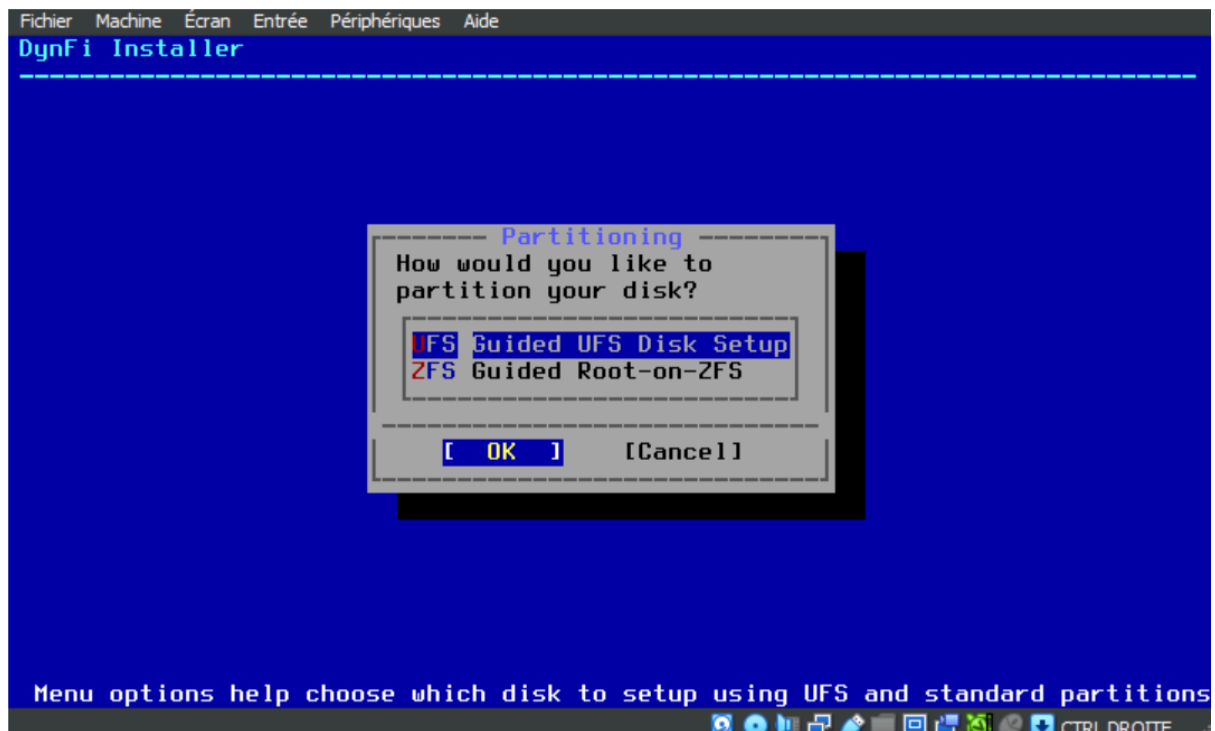 Fichier Machine Écran Entrée Périphériques Aide
DynFi Installer
Partitioning
How would you like to
partition your disk?
UFS Guided UFS Disk Setup
ZFS Guided Root-on-ZFS
[ OK ] [Cancel]
Menu options help choose which disk to setup using UFS and standard partitions
CTRL DROITE